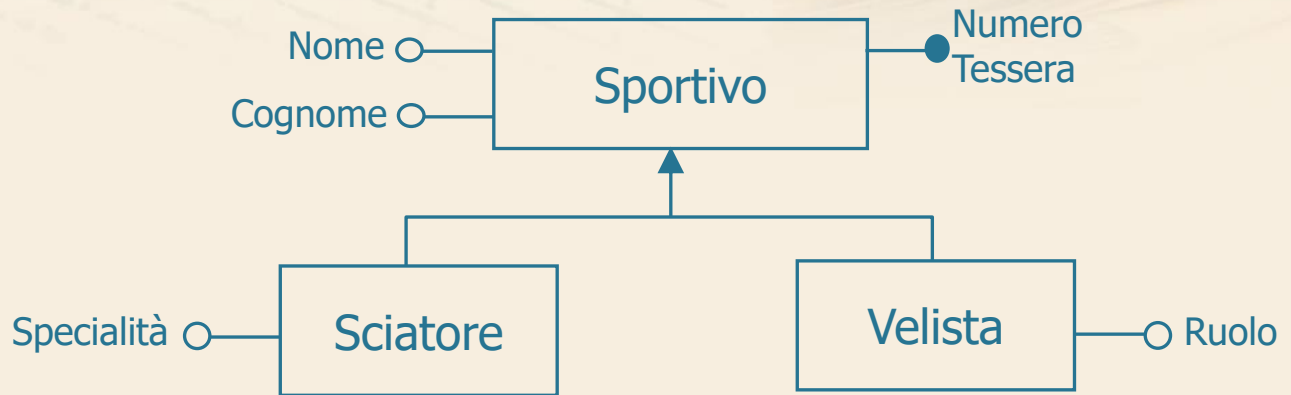 Nome
Cognome
Sportivo
Numero
Tessera
Specialità
Sciatore
Velista
Ruolo